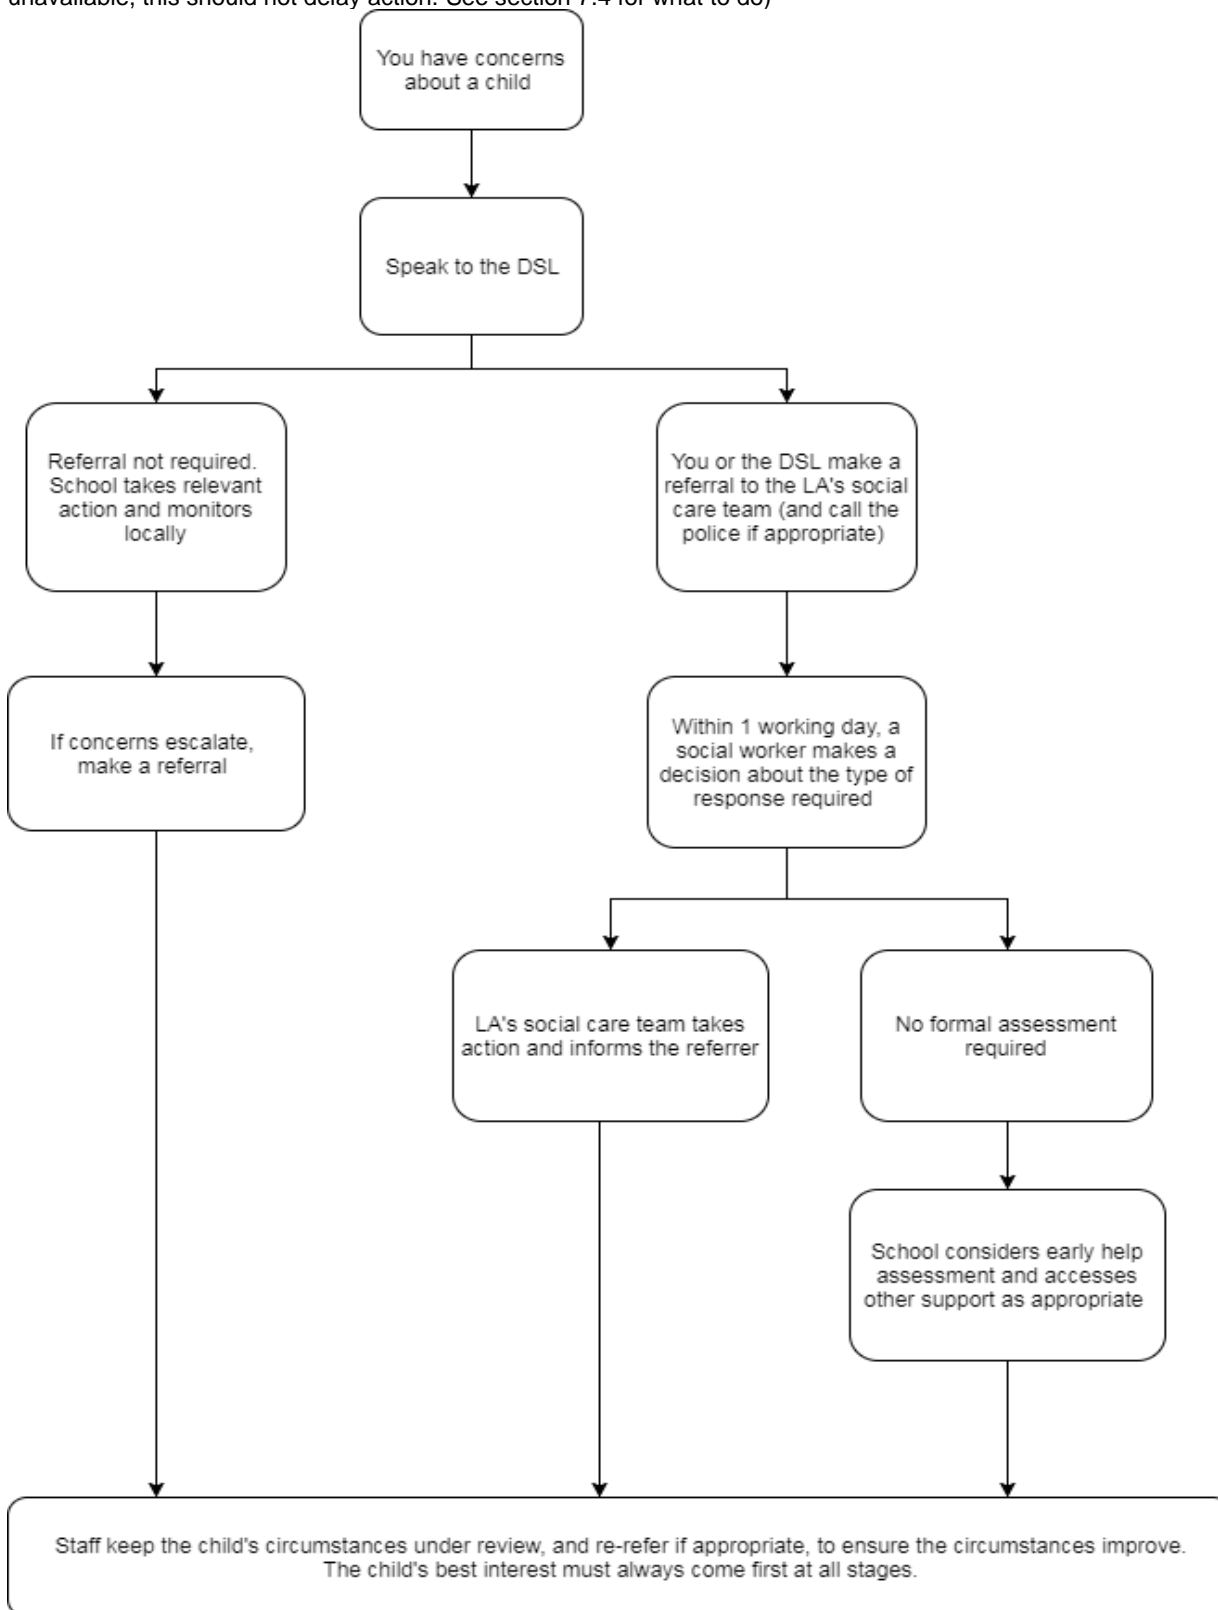 unavailable, this should not delay action. See section 7.4 for what to do)
You have concerns
about a child
Speak to the DSL
Referral not required.
School takes relevant
action and monitors
locally
You or the DSL make a
referral to the LA's social
care team (and call the
police if appropriate)
If concerns escalate,
make a referral
Within 1 working day, a
social worker makes a
decision about the type of
response required
LA's social care team takes
action and informs the referrer
No formal assessment
required
School considers early help
assessment and accesses
other support as appropriate
Staff keep the child's circumstances under review, and re-refer if appropriate, to ensure the circumstances improve.
The child's best interest must always come first at all stages.